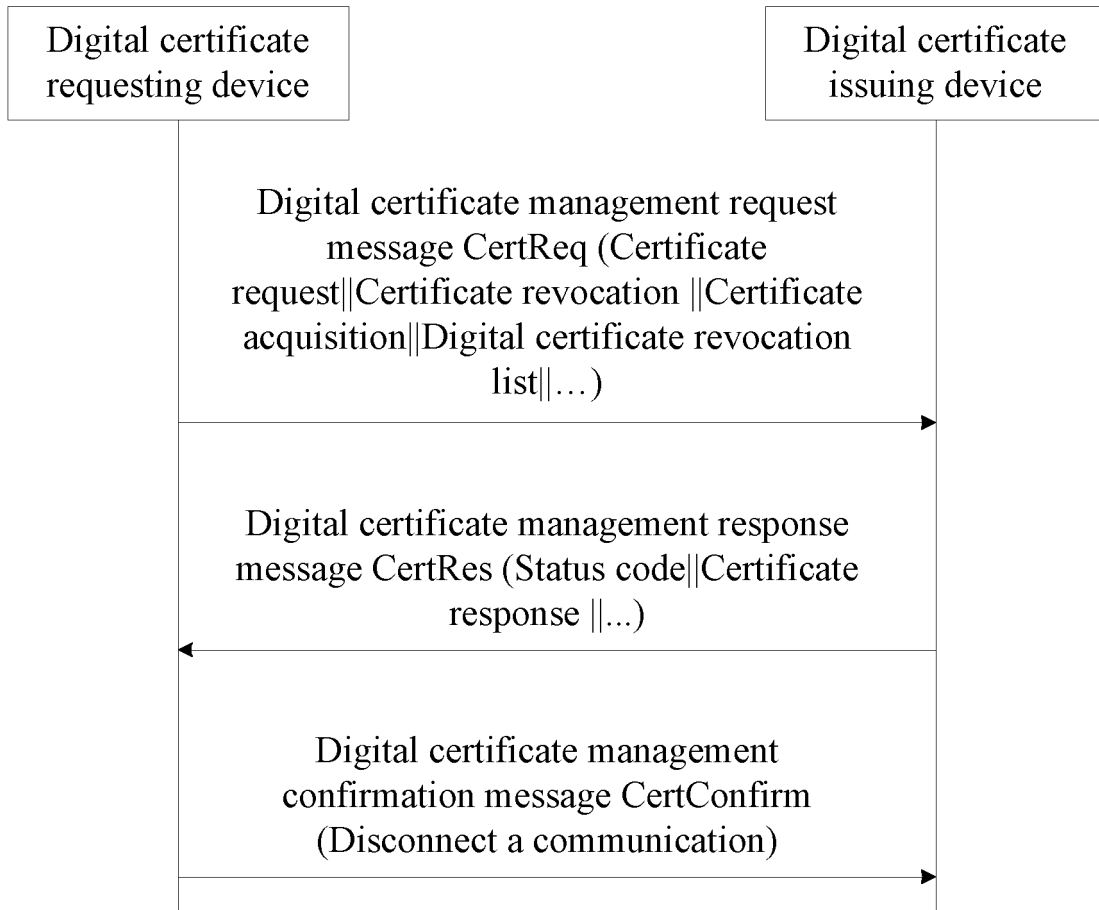 Digital certificate
requesting device
Digital certificate
issuing device
Digital certificate management request
message CertReq (Certificate
request||Certificate revocation ||Certificate
acquisition||Digital certificate revocation
list||…)
Digital certificate management response
message CertRes (Status code||Certificate
response ||...)
Digital certificate management
confirmation message CertConfirm
(Disconnect a communication)